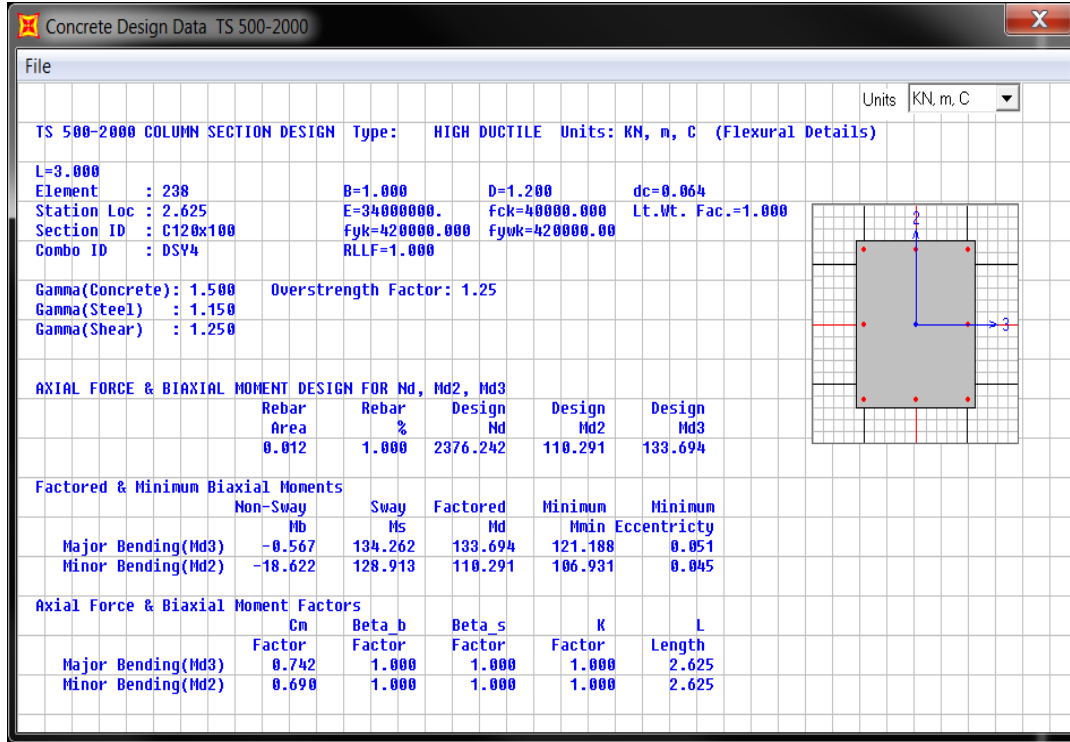 Concrete Design Data TS 500-2000
X
File
Units KN, m, C
TS 500-2000 COLUMN SECTION DESIGN Type: HIGH DUCTILE Units: KN, m, C (Flexural Details)
L=3.000
Element : 238 B=1.000 D=1.200 dc=0.064
Station Loc : 2.625 E=34000000. fck=40000.000 Lt.Wt. Fac.=1.000
Section ID : C120x100 fyk=420000.000 fywk=420000.00
Combo ID : DSY4 RLLF=1.000
Gamma(Concrete): 1.500 Overstrength Factor: 1.25
Gamma(Steel) : 1.150
Gamma(Shear) : 1.250
2
3
AXIAL FORCE & BIAXIAL MOMENT DESIGN FOR Nd, Md2, Md3
Rebar Rebar Design Design Design
Area % Nd Md2 Md3
0.012 1.000 2376.242 110.291 133.694
Factored & Minimum Biaxial Moments
Non-Sway Sway Factored Minimum Minimum
Mb Ms Md Mmin Eccentricty
Major Bending(Md3) -0.567 134.262 133.694 121.188 0.051
Minor Bending(Md2) -18.622 128.913 110.291 106.931 0.045
Axial Force & Biaxial Moment Factors
Cm Beta_b Beta_s K L
Factor Factor Factor Factor Length
Major Bending(Md3) 0.742 1.000 1.000 1.000 2.625
Minor Bending(Md2) 0.690 1.000 1.000 1.000 2.625